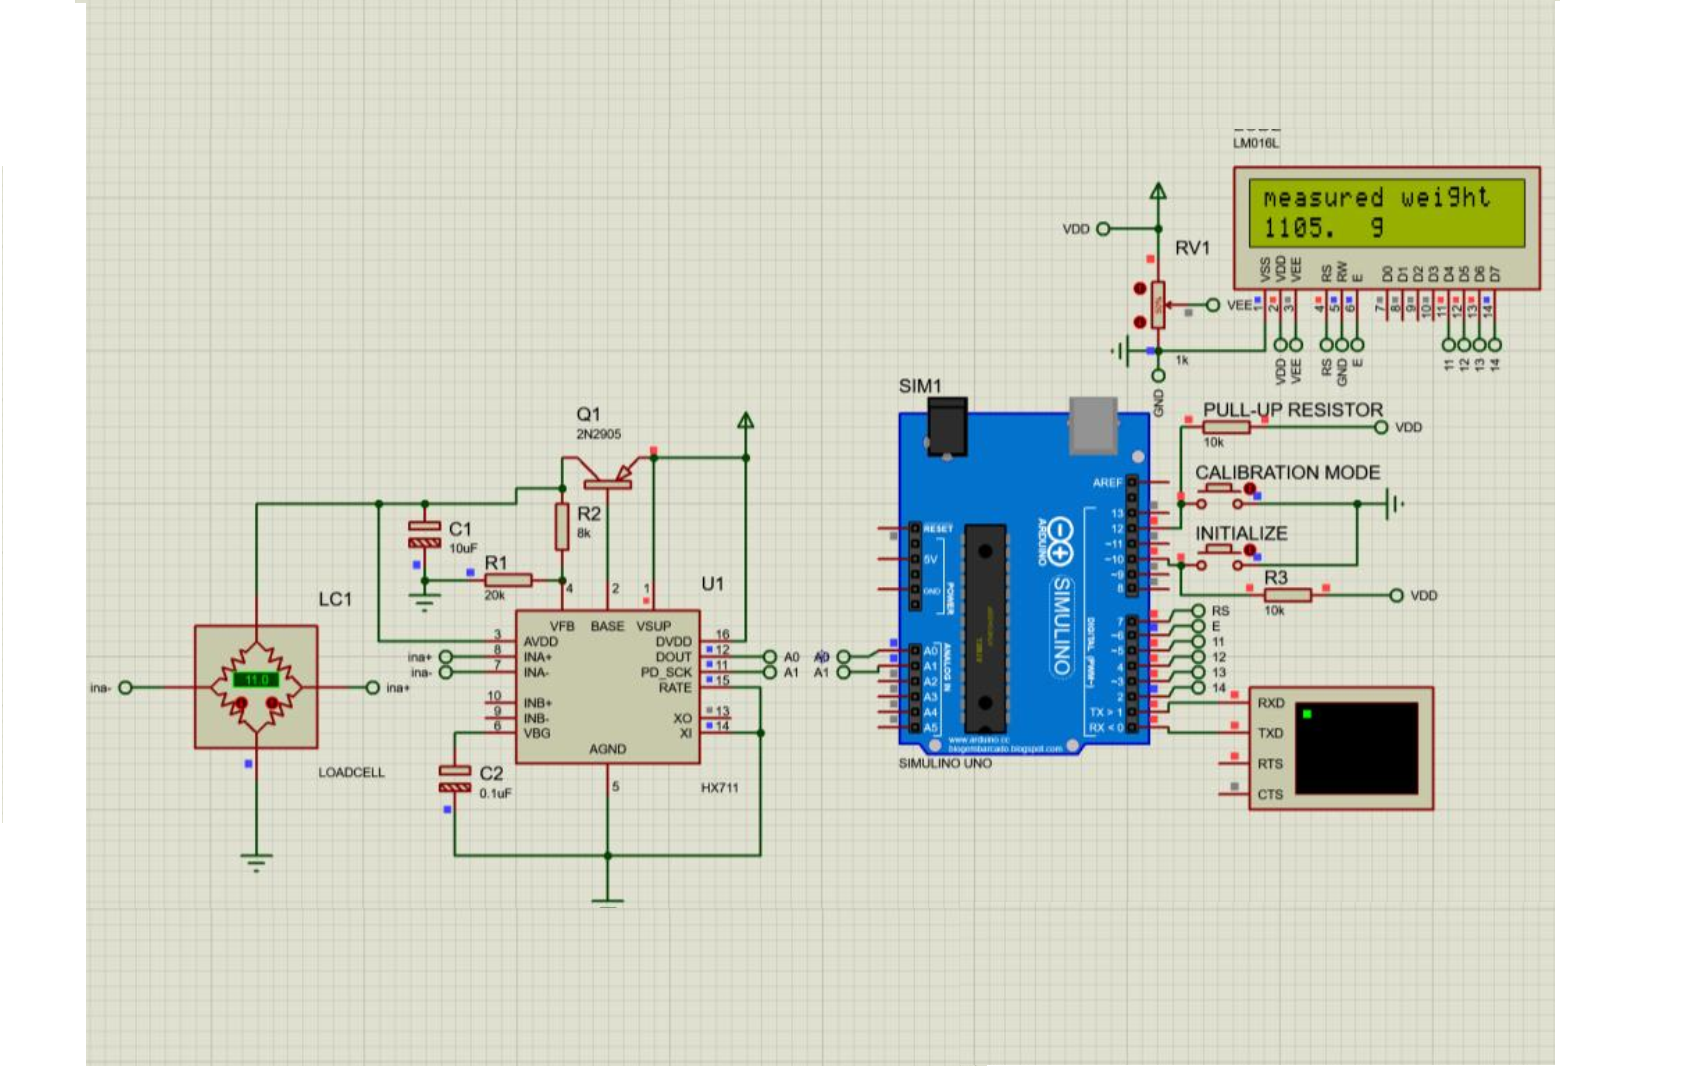 LM016L
measured weight
1105.   g
VSS VDD VEE RS RW E D0 D1 D2 D3 D4 D5 D6 D7
1 2 3 4 5 6 7 8 9 10 11 12 13 14
VDD VEE RS GND E 11 12 13 14
VDD
RV1
VEE
1k
GND
PULL-UP RESISTOR
10k
VDD
CALIBRATION MODE
INITIALIZE
R3
10k
VDD
SIM1
AREF
13
12
~11
~10
~9
8
RESET
5V
GND
POWER
ARDUINO
SIMULINO
A0
A1
A2
A3
A4
A5
ANALOG IN
DIGITAL (PWM~)
7
~6
~5
4
~3
2
TX > 1
RX < 0
www.arduino.cc
blogembarcado.blogspot.com
SIMULINO UNO
RS
E
11
12
13
14
RXD
TXD
RTS
CTS
Q1
2N2905
C1
10uF
R2
8k
R1
20k
U1
4 2 1
VFB BASE VSUP
3 AVDD
8 INA+
7 INA-
10 INB+
9 INB-
6 VBG
DVDD 16
DOUT 12
PD_SCK 11
RATE 15
XO 13
XI 14
AGND
5
HX711
ina+
ina-
A0 A0
A1 A1
C2
0.1uF
LC1
ina-
11.0
ina+
LOADCELL